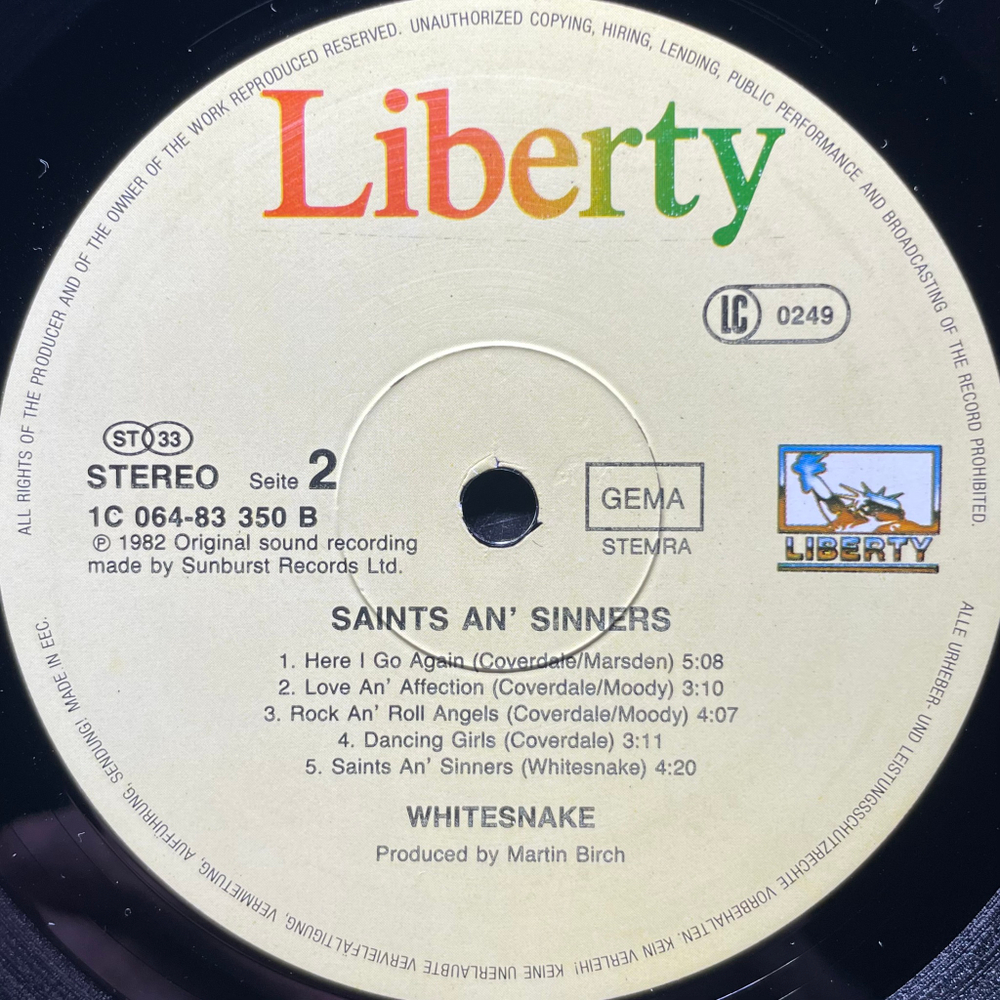 ALL RIGHTS OF THE PRODUCER AND OF THE OWNER OF THE WORK REPRODUCED RESERVED. UNAUTHORIZED COPYING, HIRING, LENDING, PUBLIC PERFORMANCE AND BROADCASTING OF THE RECORD PROHIBITED.
Liberty
LC 0249
ST 33
STEREO Seite 2
1C 064-83 350 B
℗ 1982 Original sound recording
made by Sunburst Records Ltd.
GEMA
STEMRA
LIBERTY
SAINTS AN' SINNERS
1. Here I Go Again (Coverdale/Marsden) 5:08
2. Love An' Affection (Coverdale/Moody) 3:10
3. Rock An' Roll Angels (Coverdale/Moody) 4:07
4. Dancing Girls (Coverdale) 3:11
5. Saints An' Sinners (Whitesnake) 4:20
WHITESNAKE
Produced by Martin Birch
ALLE URHEBER- UND LEISTUNGSSCHUTZRECHTE VORBEHALTEN. KEIN VERLEIH! KEINE UNERLAUBTE VERVIELFÄLTIGUNG, VERMIETUNG, AUFFÜHRUNG, SENDUNG! MADE IN EEC.